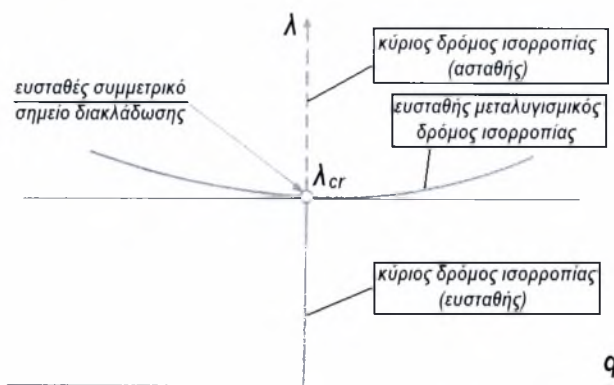 λ
κύριος δρόμος ισορροπίας
(ασταθής)
ευσταθές συμμετρικό
σημείο διακλάδωσης
ευσταθής μεταλυγισμικός
δρόμος ισορροπίας
λcr
κύριος δρόμος ισορροπίας
(ευσταθής)
q